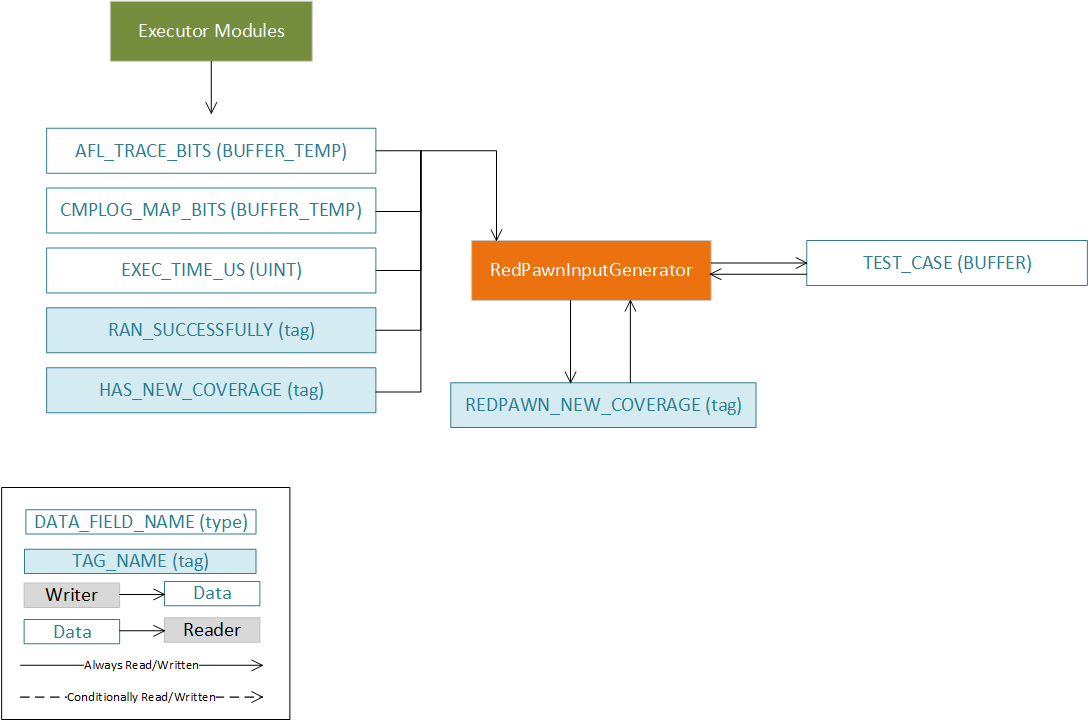 Executor Modules
AFL_TRACE_BITS (BUFFER_TEMP)
CMPLOG_MAP_BITS (BUFFER_TEMP)
EXEC_TIME_US (UINT)
RAN_SUCCESSFULLY (tag)
HAS_NEW_COVERAGE (tag)
RedPawnInputGenerator
TEST_CASE (BUFFER)
REDPAWN_NEW_COVERAGE (tag)
DATA_FIELD_NAME (type)
TAG_NAME (tag)
Writer
Data
Data
Reader
Always Read/Written
Conditionally Read/Written